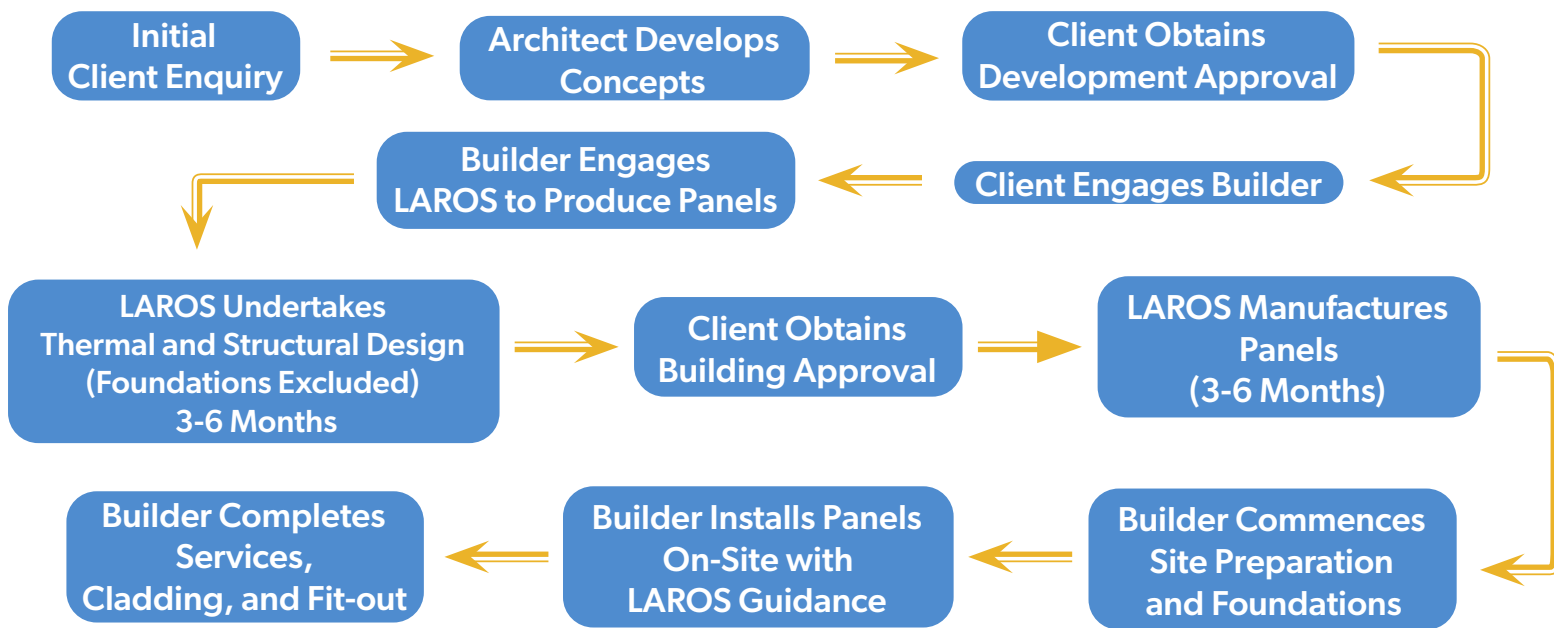 Initial
Client Enquiry
Architect Develops
Concepts
Client Obtains
Development Approval
Client Engages Builder
Builder Engages
LAROS to Produce Panels
LAROS Undertakes
Thermal and Structural Design
(Foundations Excluded)
3-6 Months
Client Obtains
Building Approval
LAROS Manufactures
Panels
(3-6 Months)
Builder Commences
Site Preparation
and Foundations
Builder Installs Panels
On-Site with
LAROS Guidance
Builder Completes
Services,
Cladding, and Fit-out